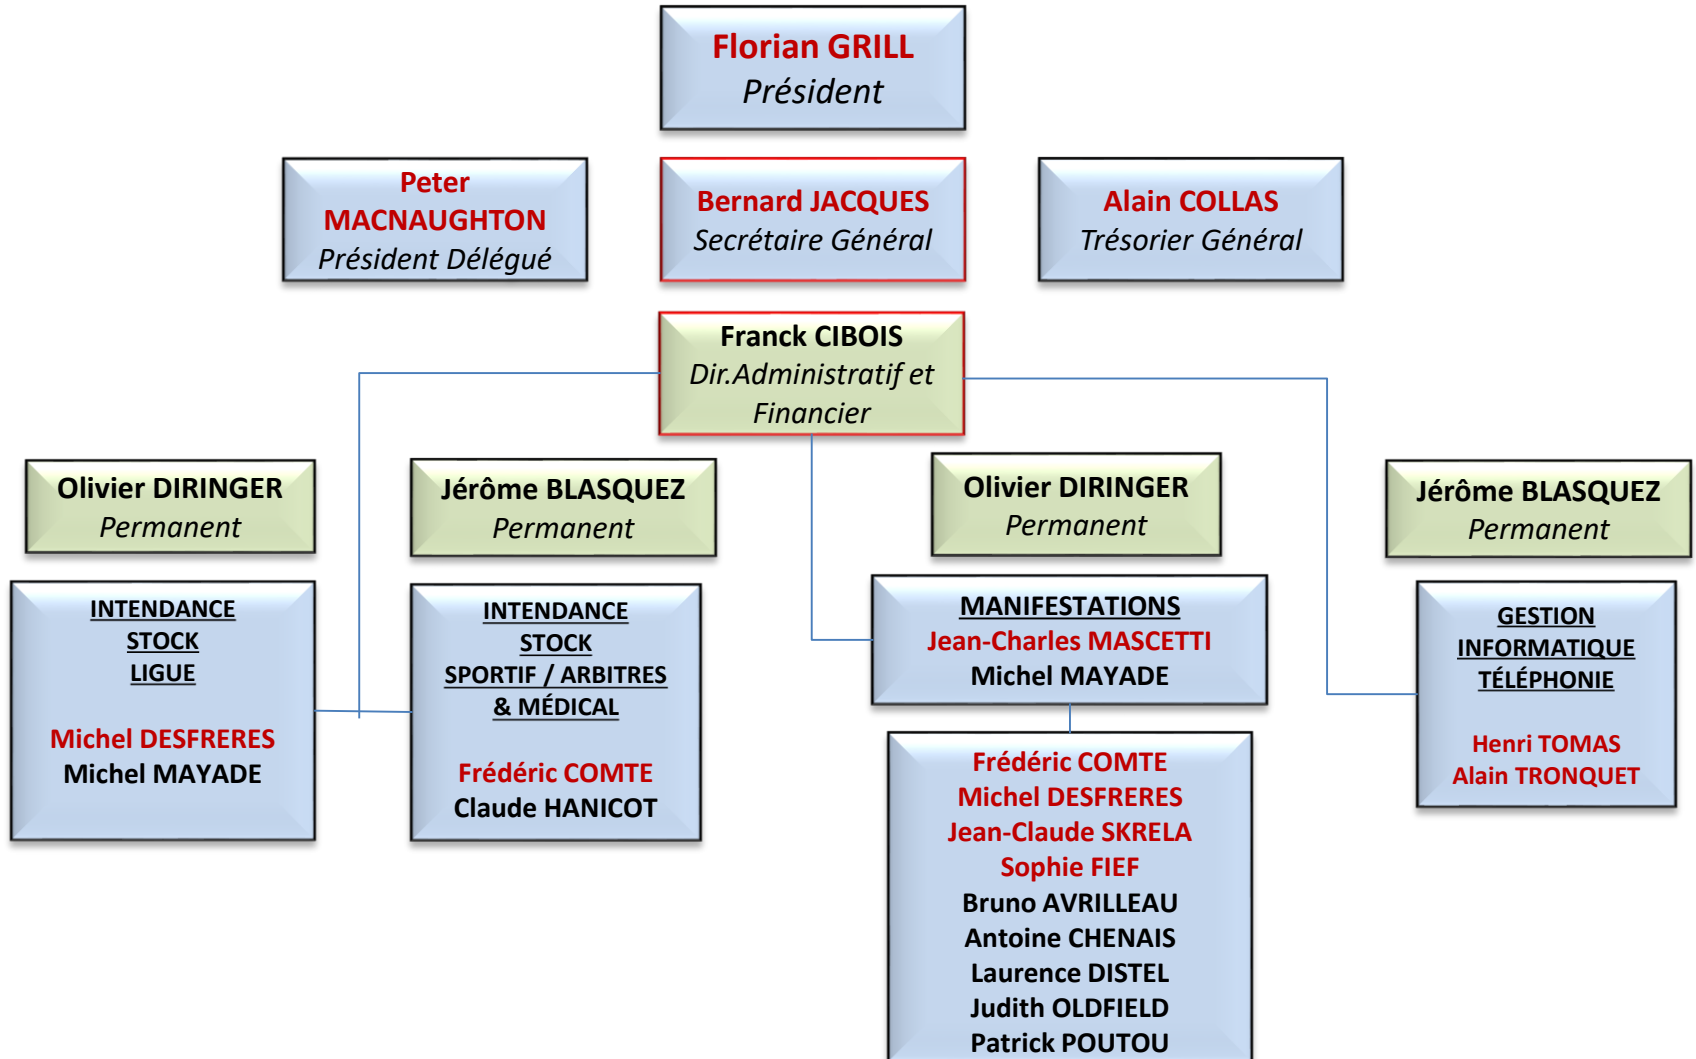 Florian GRILL
Président
Peter
MACNAUGHTON
Président Délégué
Bernard JACQUES
Secrétaire Général
Alain COLLAS
Trésorier Général
Franck CIBOIS
Dir.Administratif et
Financier
Olivier DIRINGER
Permanent
Jérôme BLASQUEZ
Permanent
Olivier DIRINGER
Permanent
Jérôme BLASQUEZ
Permanent
INTENDANCE
STOCK
LIGUE
Michel DESFRERES
Michel MAYADE
INTENDANCE
STOCK
SPORTIF / ARBITRES
& MÉDICAL
Frédéric COMTE
Claude HANICOT
MANIFESTATIONS
Jean-Charles MASCETTI
Michel MAYADE
Frédéric COMTE
Michel DESFRERES
Jean-Claude SKRELA
Sophie FIEF
Bruno AVRILLEAU
Antoine CHENAIS
Laurence DISTEL
Judith OLDFIELD
Patrick POUTOU
GESTION
INFORMATIQUE
TÉLÉPHONIE
Henri TOMAS
Alain TRONQUET